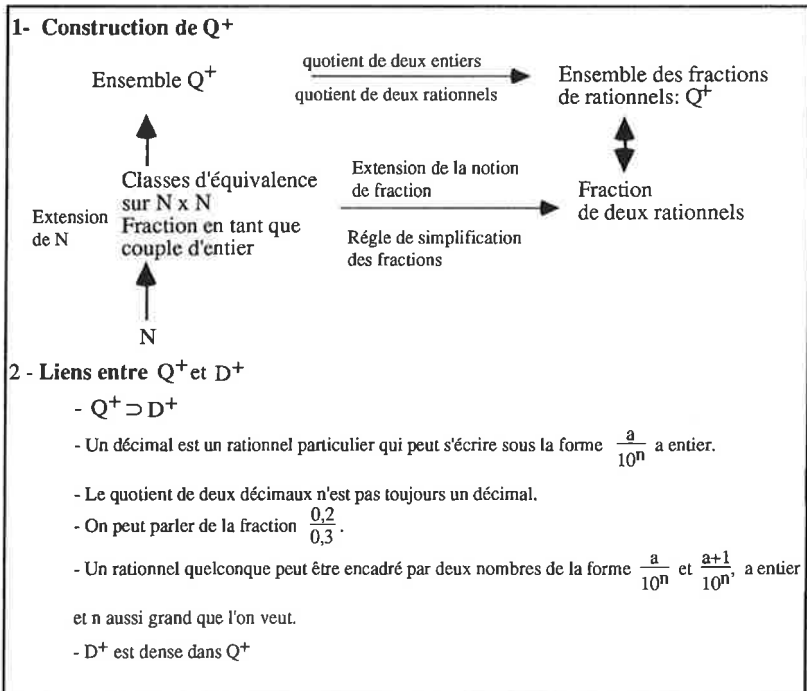 1- Construction de Q⁺
Ensemble Q⁺
quotient de deux entiers
quotient de deux rationnels
Ensemble des fractions
de rationnels: Q⁺
Extension
de N
Classes d'équivalence
sur N x N
Fraction en tant que
couple d'entier
Extension de la notion
de fraction
Régle de simplification
des fractions
Fraction
de deux rationnels
N
2 - Liens entre Q⁺ et D⁺
- Q⁺ ⊃ D⁺
- Un décimal est un rationnel particulier qui peut s'écrire sous la forme a/10ⁿ a entier.
- Le quotient de deux décimaux n'est pas toujours un décimal.
- On peut parler de la fraction 0,2/0,3 .
- Un rationnel quelconque peut être encadré par deux nombres de la forme a/10ⁿ et a+1/10ⁿ, a entier
et n aussi grand que l'on veut.
- D⁺ est dense dans Q⁺